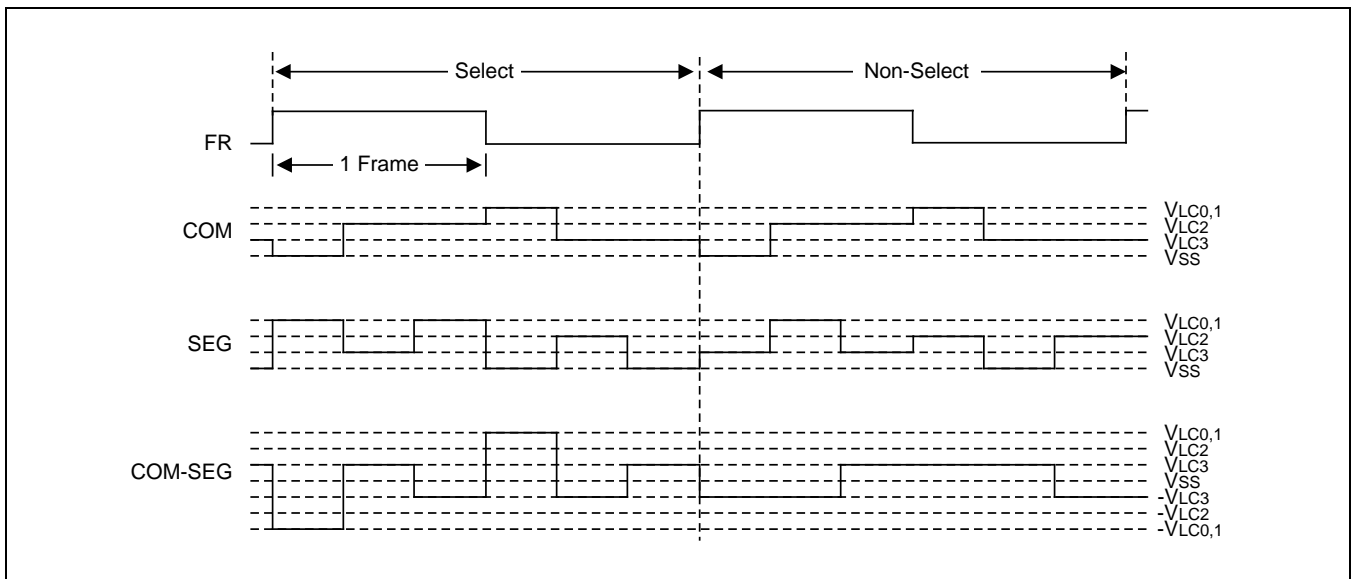 Select
Non-Select
FR
1 Frame
COM
VLC0,1
VLC2
VLC3
VSS
SEG
VLC0,1
VLC2
VLC3
VSS
COM-SEG
VLC0,1
VLC2
VLC3
VSS
-VLC3
-VLC2
-VLC0,1